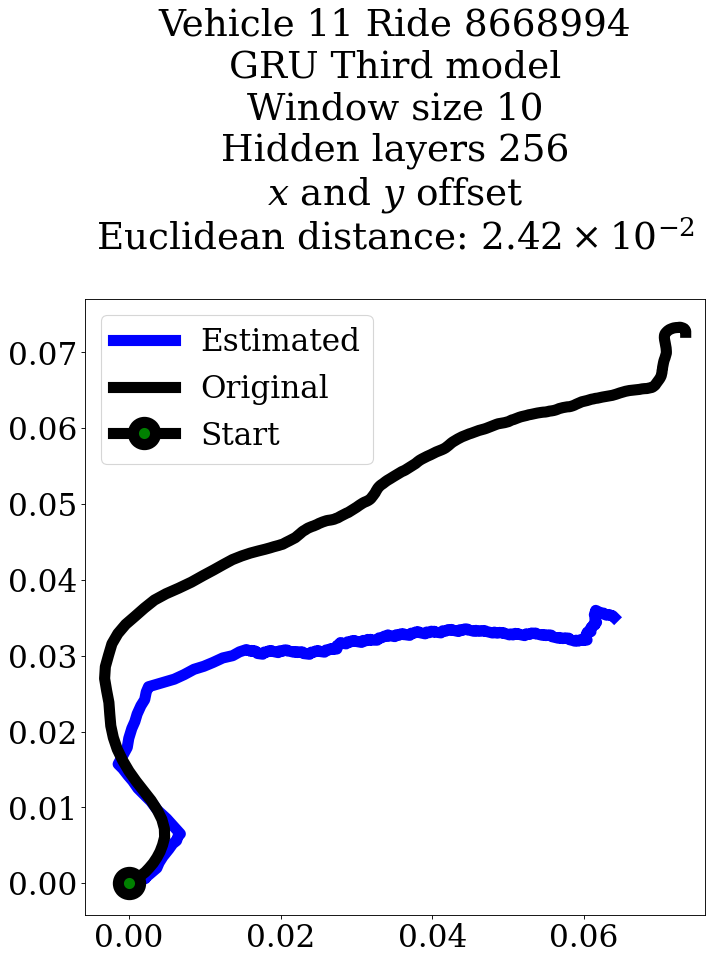 Vehicle 11 Ride 8668994
GRU Third model
Window size 10
Hidden layers 256
x and y offset
Euclidean distance: 2.42 × 10⁻²
Estimated
Original
Start
0.07
0.06
0.05
0.04
0.03
0.02
0.01
0.00
0.00 0.02 0.04 0.06